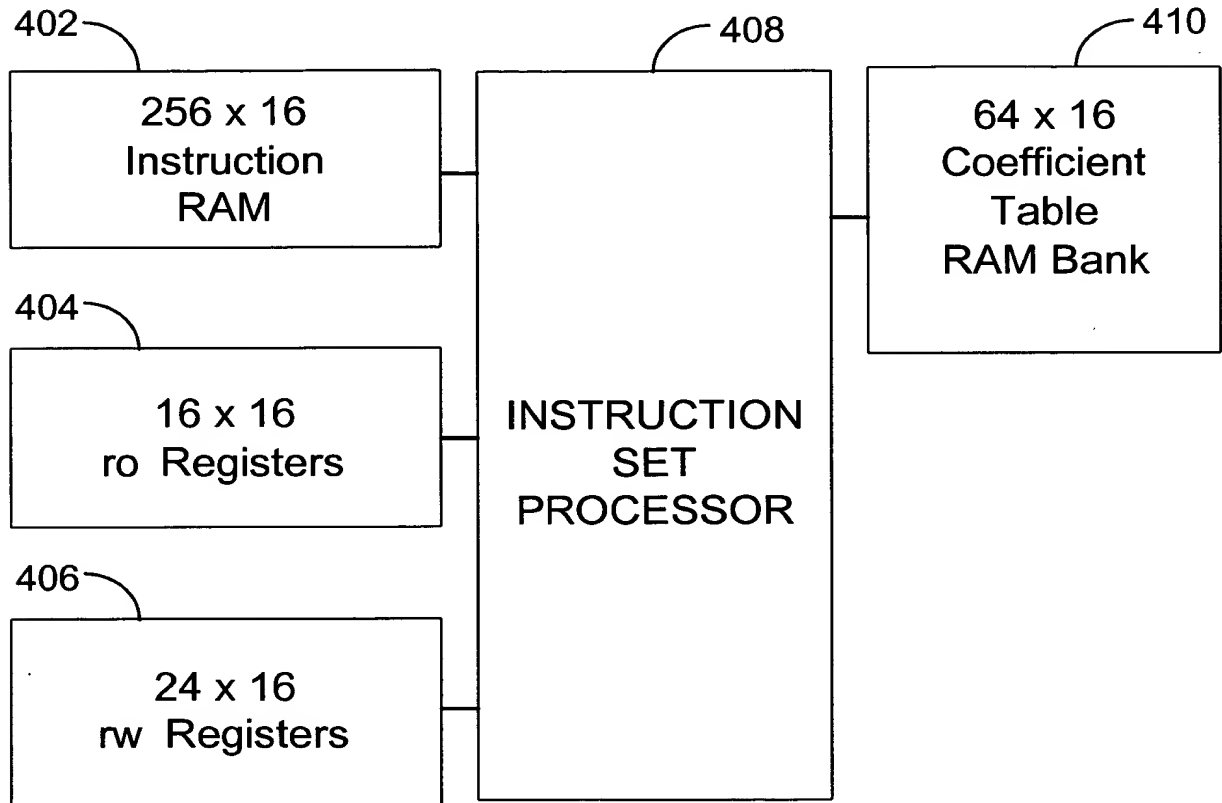 402
256 x 16
Instruction
RAM
404
16 x 16
ro Registers
406
24 x 16
rw Registers
408
INSTRUCTION
SET
PROCESSOR
410
64 x 16
Coefficient
Table
RAM Bank